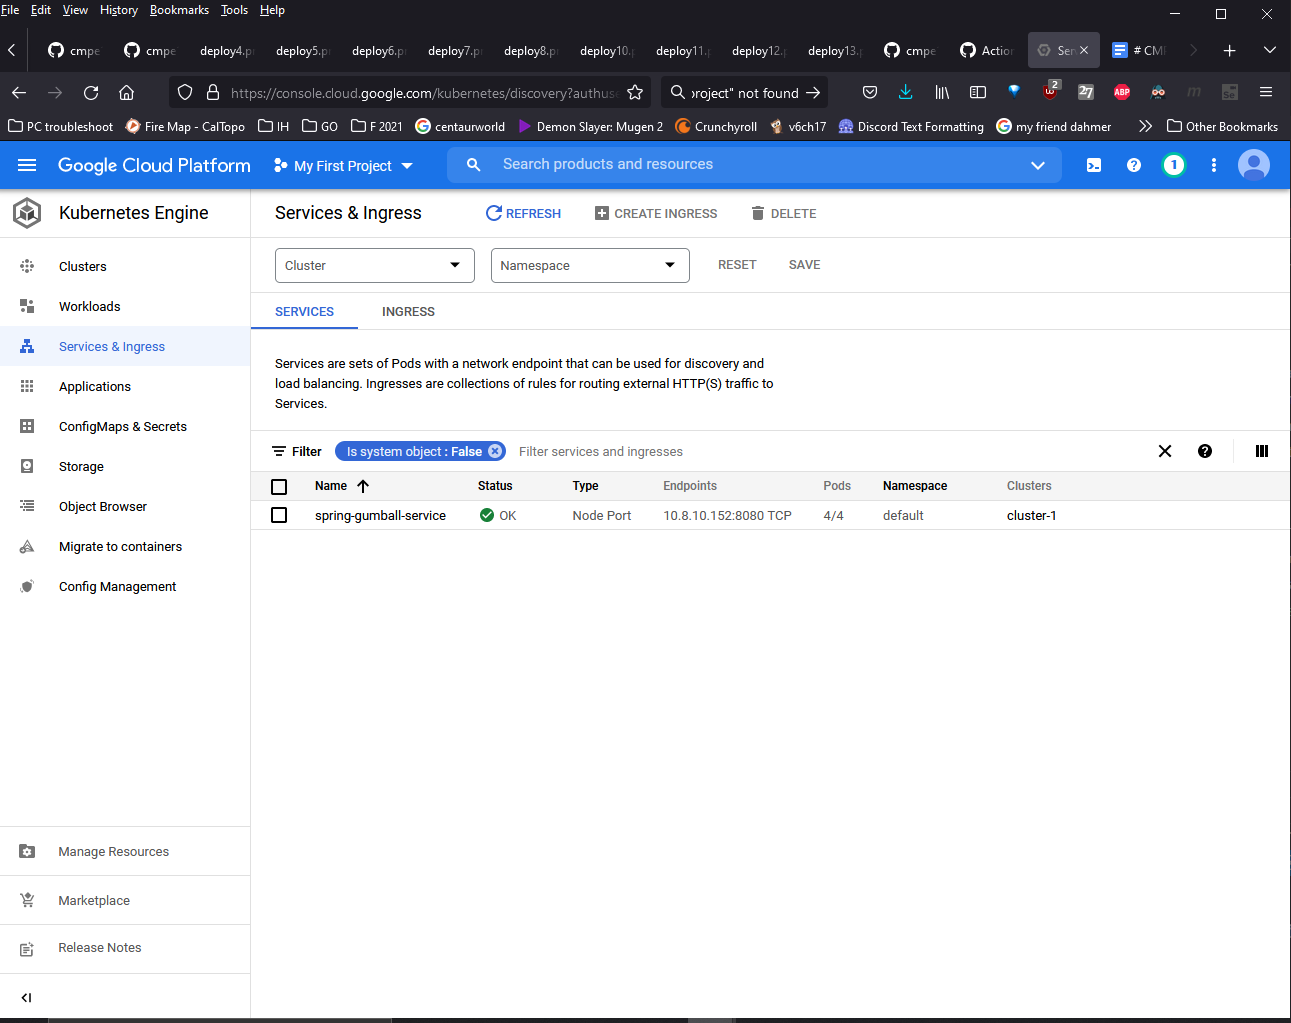 File Edit View History Bookmarks Tools Help
cmpe cmpe deploy4.p deploy5.p deploy6.p deploy7.p deploy8.p deploy10. deploy11. deploy12. deploy13. cmpe Action Ser # CM
https://console.cloud.google.com/kubernetes/discovery?authuse roject" not found
PC troubleshoot Fire Map - CalTopo IH GO F 2021 centaurworld Demon Slayer: Mugen 2 Crunchyroll v6ch17 Discord Text Formatting my friend dahmer Other Bookmarks
Google Cloud Platform My First Project Search products and resources 1
Kubernetes Engine
Services & Ingress REFRESH CREATE INGRESS DELETE
Clusters
Workloads
Services & Ingress
Applications
ConfigMaps & Secrets
Storage
Object Browser
Migrate to containers
Config Management
Manage Resources
Marketplace
Release Notes
Cluster Namespace RESET SAVE
SERVICES INGRESS
Services are sets of Pods with a network endpoint that can be used for discovery and
load balancing. Ingresses are collections of rules for routing external HTTP(S) traffic to
Services.
Filter Is system object : False Filter services and ingresses
Name Status Type Endpoints Pods Namespace Clusters
spring-gumball-service OK Node Port 10.8.10.152:8080 TCP 4/4 default cluster-1